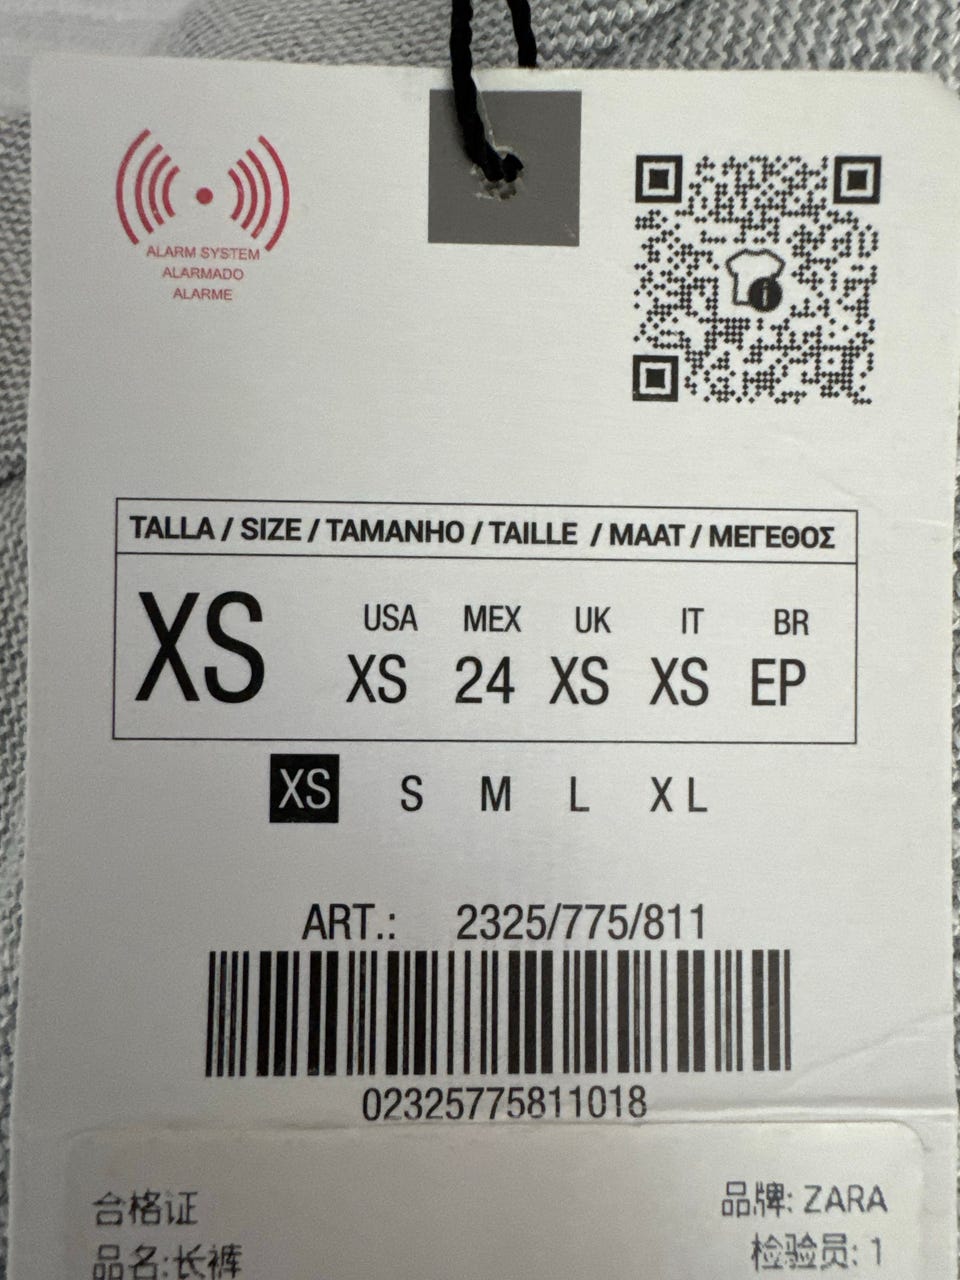 ALARM SYSTEM
ALARMADO
ALARME
TALLA / SIZE / TAMANHO / TAILLE / MAAT / ΜΕΓΕΘΟΣ
XS
USA MEX UK IT BR
XS 24 XS XS EP
XS S M L XL
ART.: 2325/775/811
02325775811018
合格证
品牌: ZARA
品名:长裤
检验员: 1